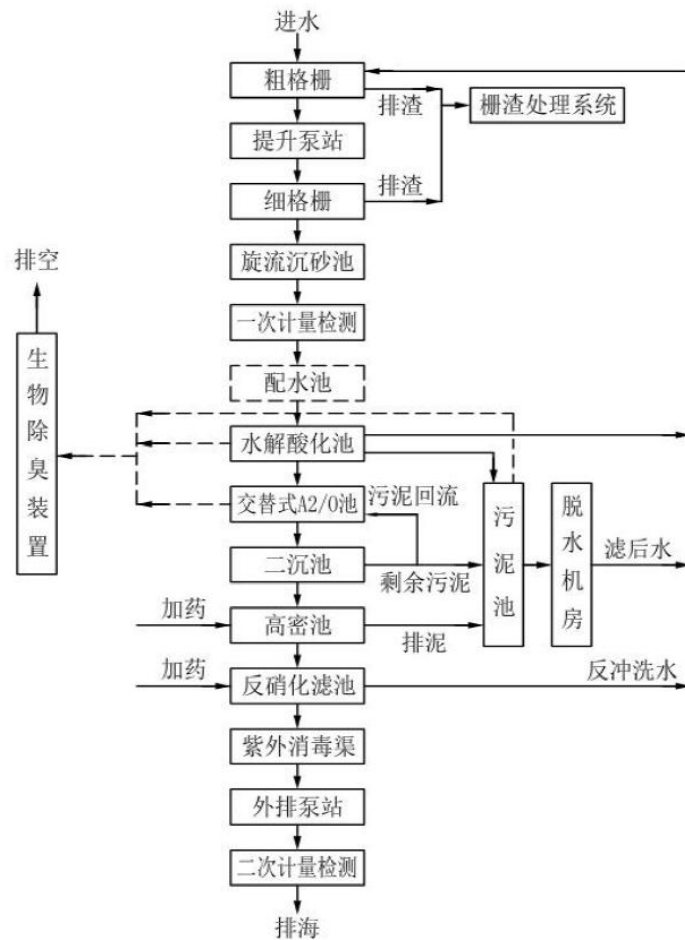 进水
粗格栅
排渣
栅渣处理系统
提升泵站
细格栅
排渣
旋流沉砂池
排空
一次计量检测
生物除臭装置
配水池
水解酸化池
交替式A2/O池
污泥回流
污泥池
脱水机房
滤后水
二沉池
剩余污泥
加药
高密池
排泥
加药
反硝化滤池
反冲洗水
紫外消毒渠
外排泵站
二次计量检测
排海